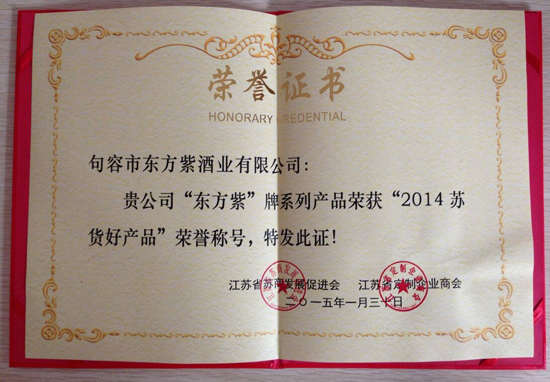 荣誉证书
HONORARY CREDENTIAL
句容市东方紫酒业有限公司：
贵公司“东方紫”牌系列产品荣获“2014苏
货好产品”荣誉称号，特发此证！
江苏省苏商发展促进会 江苏省定制企业商会
二〇一五年一月三十日